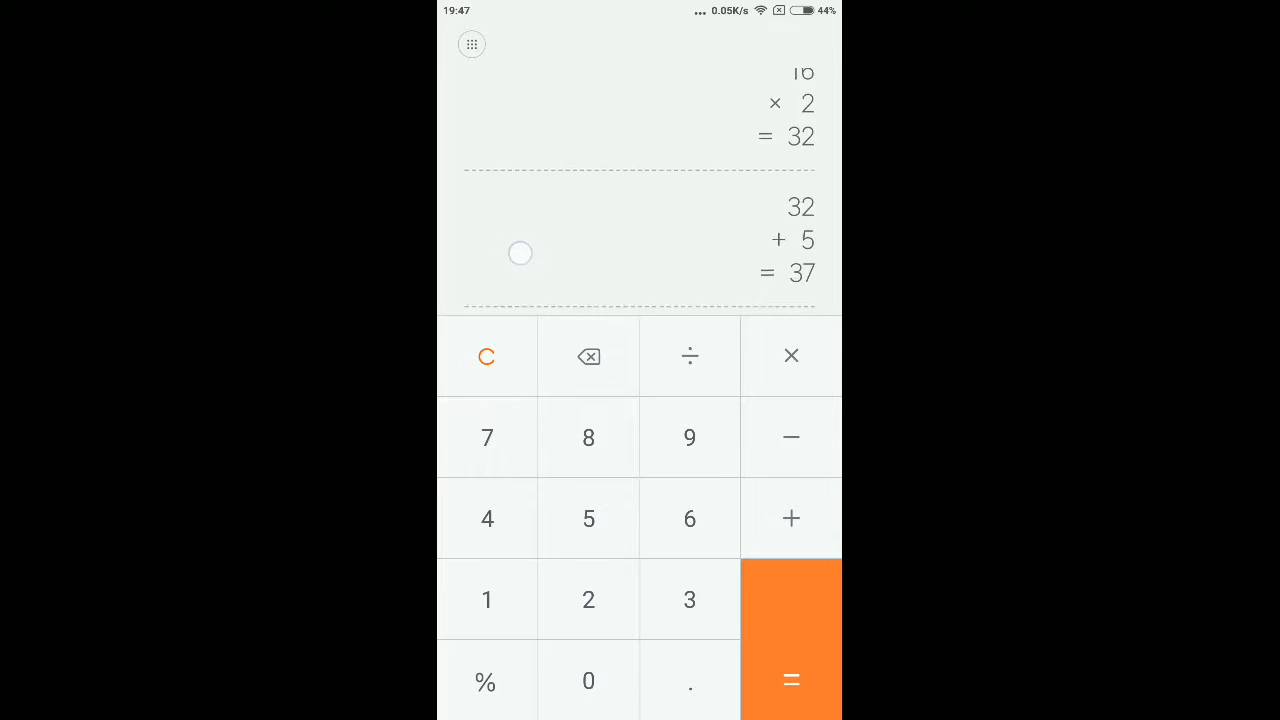 19:47 ... 0.05K/s 44%
16
× 2
= 32
32
+ 5
= 37
C ÷ ×
7 8 9 −
4 5 6 +
1 2 3
% 0 . =